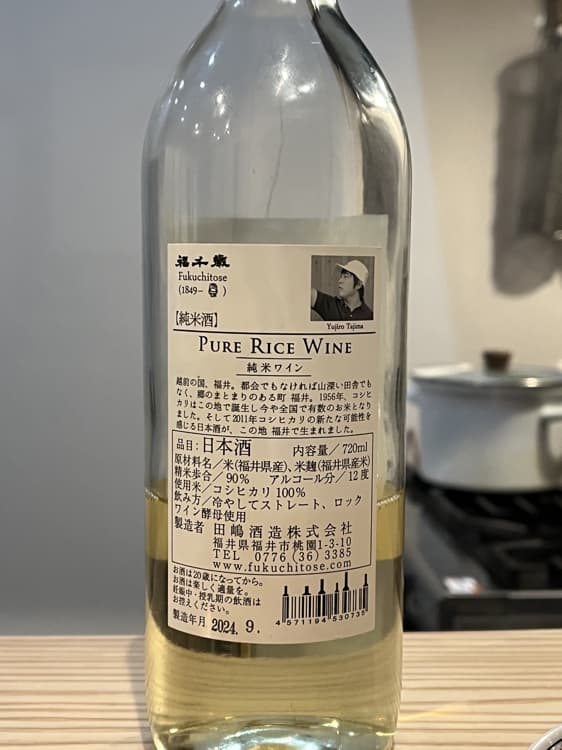 福千歳
Fukuchitose
(1849– )
Yujiro Tajima
【純米酒】
PURE RICE WINE
純米ワイン
越前の国、福井。都会でもなければ山深い田舎でも
なく、郷のまとまりのある町 福井。1956年、コシヒ
カリはこの地で誕生し今や全国で有数のお米となり
ました。そして2011年コシヒカリの新たな可能性を
感じる日本酒が、この地 福井で生まれました。
品目:日本酒 内容量/720ml
原材料名/米(福井県産)、米麹(福井県産米)
精米歩合/90% アルコール分/12度
使用米/コシヒカリ100%
飲み方/冷やしてストレート、ロック
ワイン酵母使用
製造者 田嶋酒造株式会社
福井県福井市桃園1-3-10
TEL 0776(36)3385
www.fukuchitose.com
お酒は20歳になってから。
お酒は楽しく適量を。
妊娠中・授乳期の飲酒は
お控えください。
4571194530735
製造年月 2024.9.